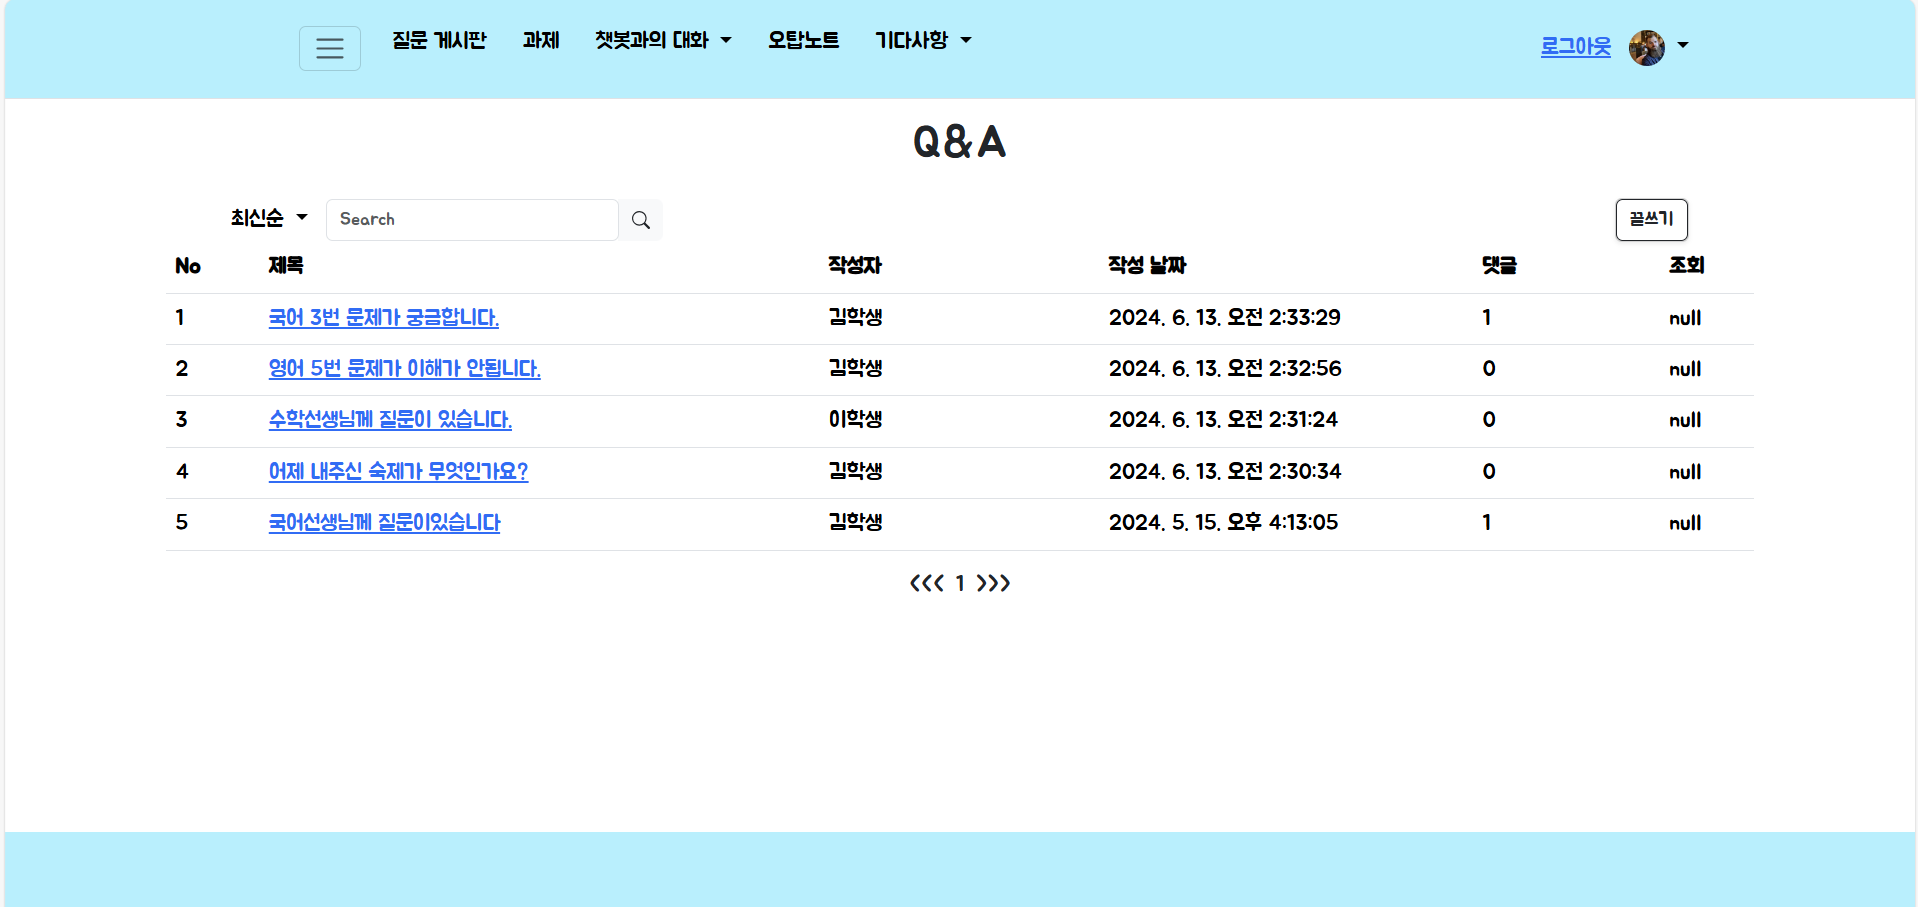 질문 게시판 과제 챗봇과의 대화 오탑노트 기다사항 로그아웃
Q&A
최신순 Search 끌쓰기
No 제목 작성자 작성 날짜 댓글 조회
1 국어 3번 문제가 궁금합니다. 김학생 2024. 6. 13. 오전 2:33:29 1 null
2 영어 5번 문제가 이해가 안됩니다. 김학생 2024. 6. 13. 오전 2:32:56 0 null
3 수학선생님께 질문이 있습니다. 이학생 2024. 6. 13. 오전 2:31:24 0 null
4 어제 내주신 숙제가 무엇인가요? 김학생 2024. 6. 13. 오전 2:30:34 0 null
5 국어선생님께 질문이있습니다 김학생 2024. 5. 15. 오후 4:13:05 1 null
<<< 1 >>>